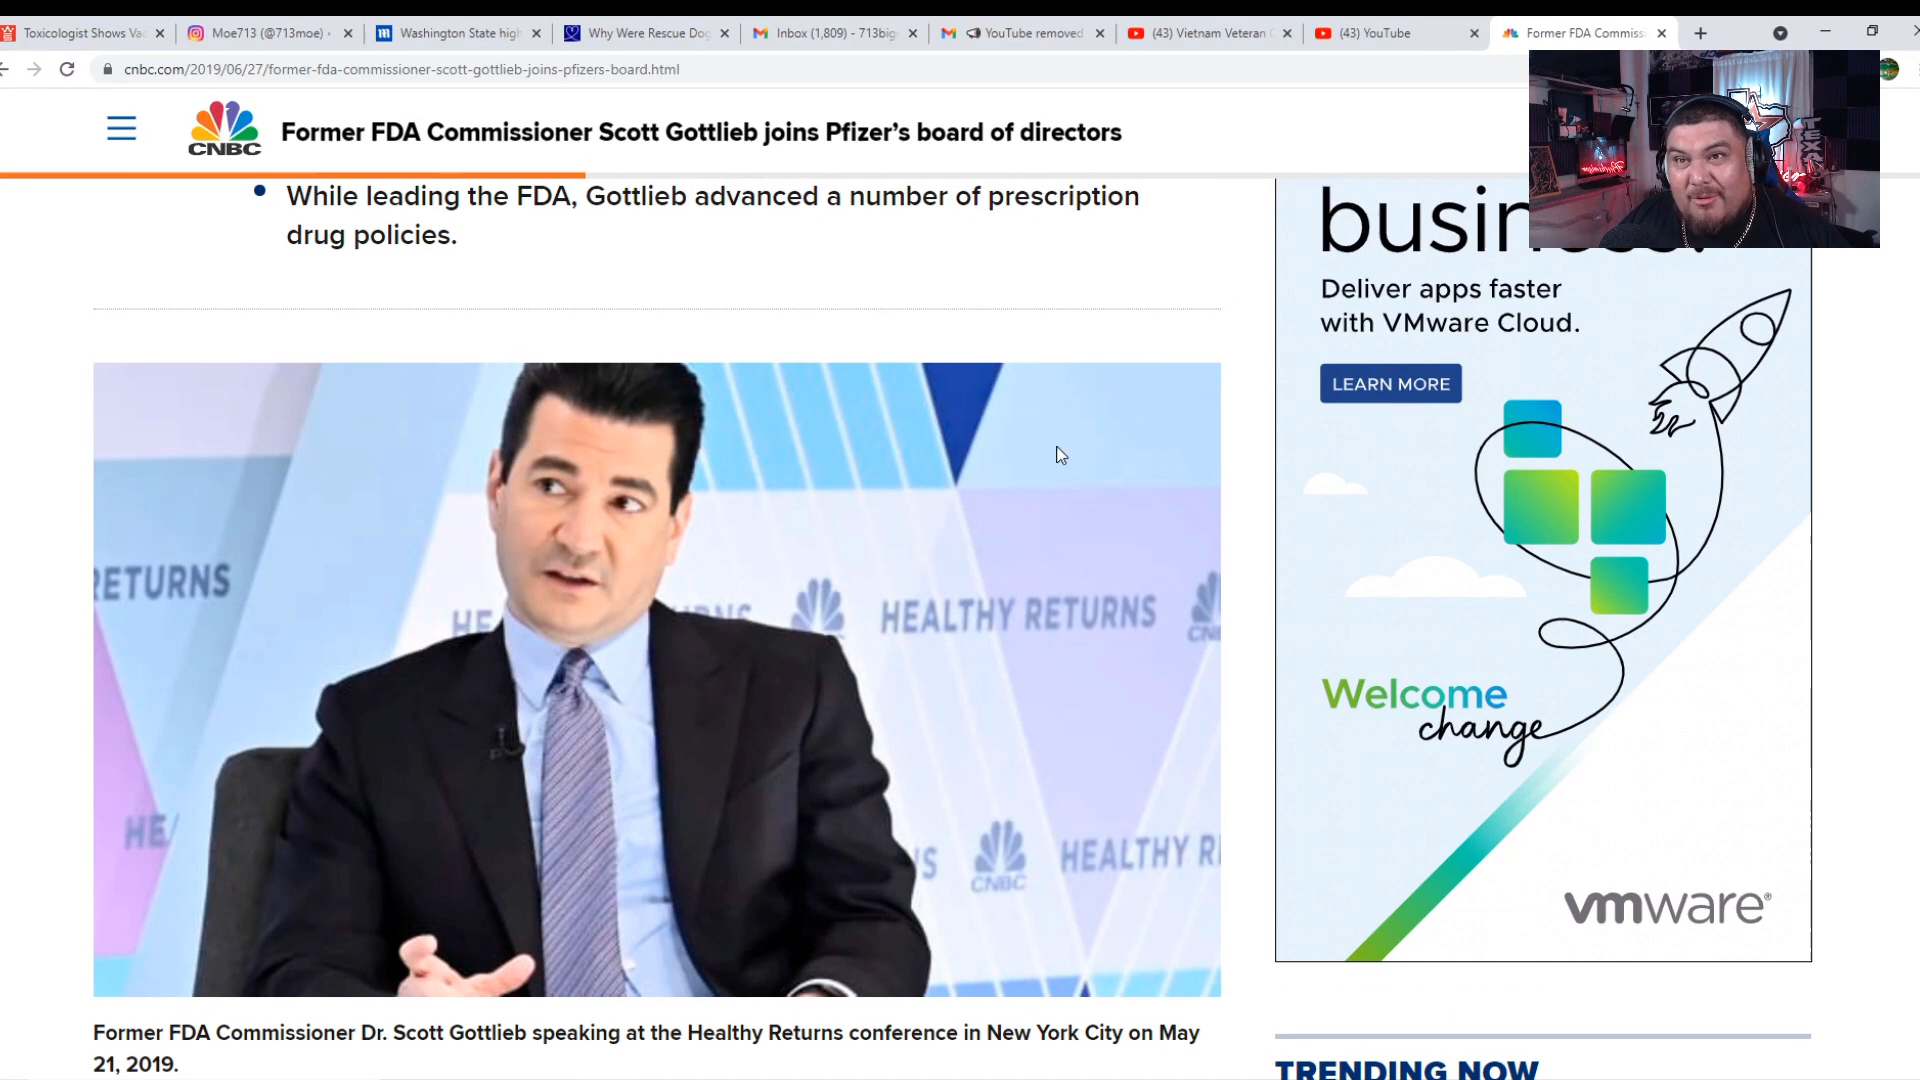 Toxicologist Shows Vac
Moe713 (@713moe) •
Washington State high
Why Were Rescue Dog
Inbox (1,809) - 713big
YouTube removed
(43) Vietnam Veteran
(43) YouTube
Former FDA Commiss
cnbc.com/2019/06/27/former-fda-commissioner-scott-gottlieb-joins-pfizers-board.html
CNBC
Former FDA Commissioner Scott Gottlieb joins Pfizer's board of directors
• While leading the FDA, Gottlieb advanced a number of prescription
drug policies.
RETURNS
HEALTHY RETURNS
HE
CNBC
HEALTHY R
Former FDA Commissioner Dr. Scott Gottlieb speaking at the Healthy Returns conference in New York City on May
21, 2019.
Deliver apps faster
with VMware Cloud.
LEARN MORE
Welcome
change
vmware®
TRENDING NOW
TEXA